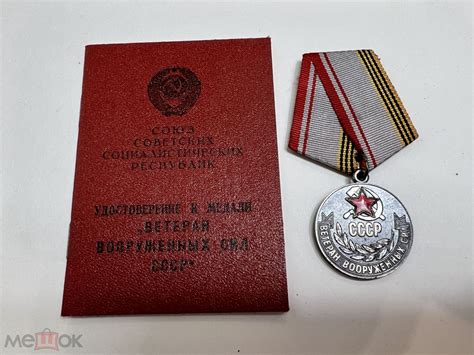 СОЮЗ
СОВЕТСКИХ
СОЦИАЛИСТИЧЕСКИХ
РЕСПУБЛИК
УДОСТОВЕРЕНИЕ К МЕДАЛИ
"ВЕТЕРАН
ВООРУЖЕННЫХ СИЛ
СССР"
СССР
ВЕТЕРАН ВООРУЖЕННЫХ СИЛ
МЕШОК